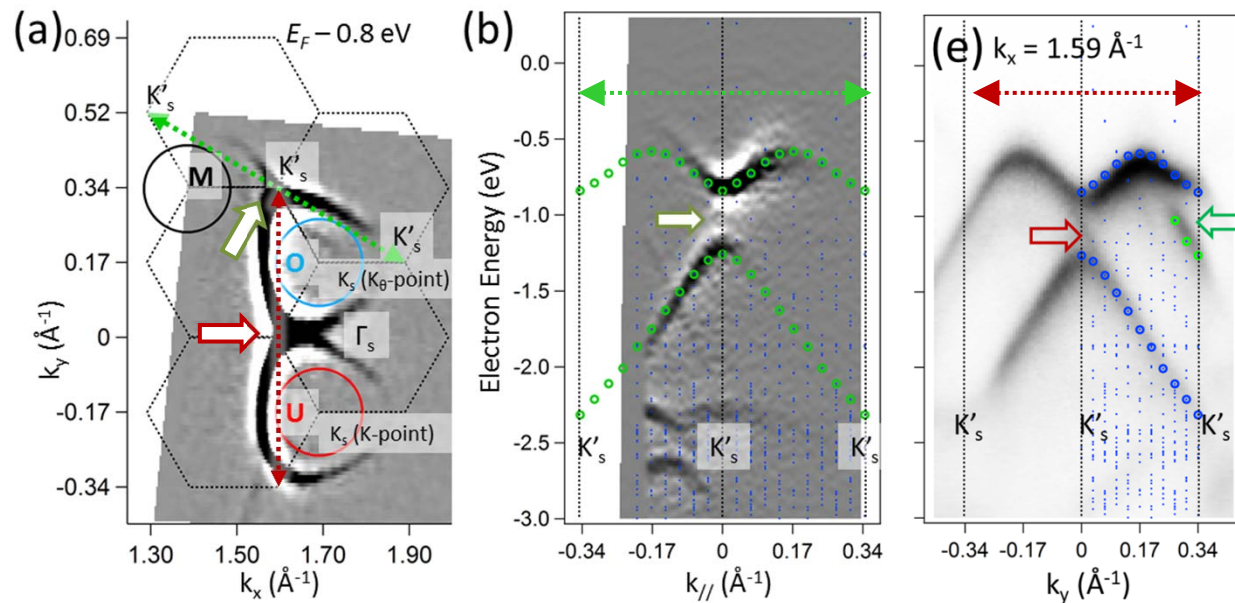 (a)
E_F – 0.8 eV
0.69
0.52
0.34
0.17
0
-0.17
-0.34
k_y (Å⁻¹)
1.30
1.50
1.70
1.90
k_x (Å⁻¹)
K'_s
M
K'_s
K'_s
O
K_s (K_θ-point)
Γ_s
U
K_s (K-point)
(b)
0.0
-0.5
-1.0
-1.5
-2.0
-2.5
-3.0
Electron Energy (eV)
K'_s
K'_s
K'_s
-0.34
-0.17
0
0.17
0.34
k_// (Å⁻¹)
(e) k_x = 1.59 Å⁻¹
K'_s
K'_s
K'_s
-0.34
-0.17
0
0.17
0.34
k_y (Å⁻¹)